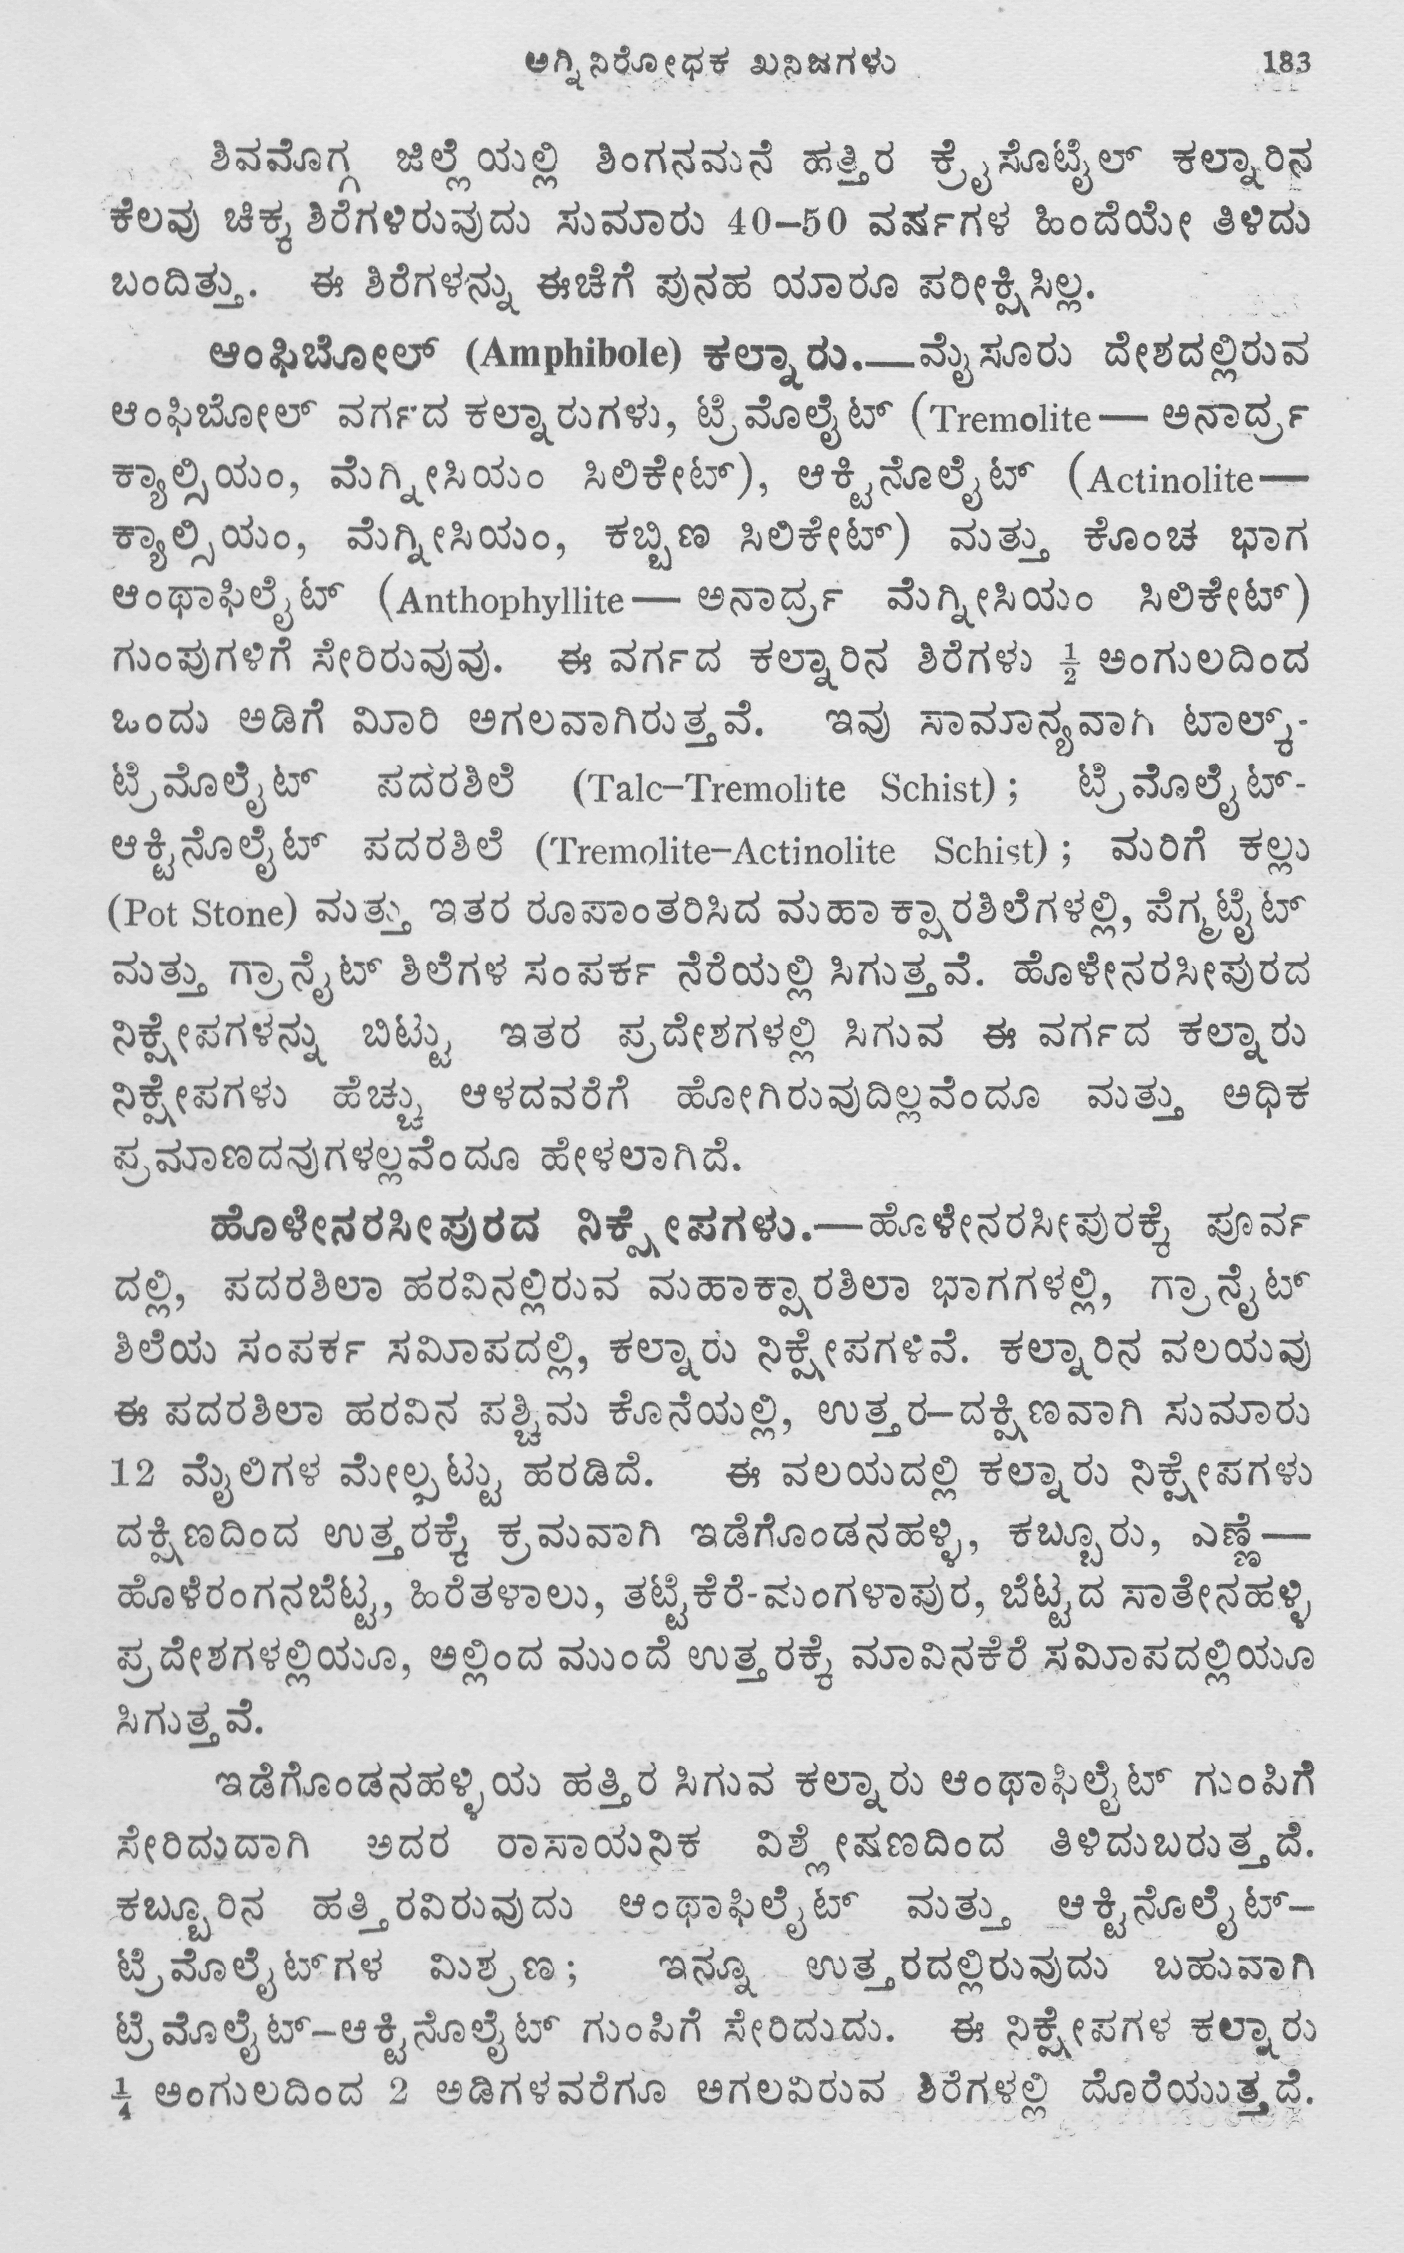 ಅಗ್ನಿನಿರೋಧಕ ಖನಿಜಗಳು 183
ಶಿವಮೊಗ್ಗ ಜಿಲ್ಲೆಯಲ್ಲಿ ಶಿಂಗನಮನೆ ಹತ್ತಿರ ಕ್ರೈಸೊಟೈಲ್ ಕಲ್ನಾರಿನ
ಕೆಲವು ಚಿಕ್ಕ ಶಿರೆಗಳಿರುವುದು ಸುಮಾರು 40–50 ವರ್ಷಗಳ ಹಿಂದೆಯೇ ತಿಳಿದು
ಬಂದಿತ್ತು. ಈ ಶಿರೆಗಳನ್ನು ಈಚೆಗೆ ಪುನಹ ಯಾರೂ ಪರೀಕ್ಷಿಸಿಲ್ಲ.
ಆಂಫಿಬೋಲ್ (Amphibole) ಕಲ್ನಾರು.—ಮೈಸೂರು ದೇಶದಲ್ಲಿರುವ
ಆಂಫಿಬೋಲ್ ವರ್ಗದ ಕಲ್ನಾರುಗಳು, ಟ್ರಿಮೊಲೈಟ್ (Tremolite— ಅನಾರ್ದ್ರ
ಕ್ಯಾಲ್ಸಿಯಂ, ಮೆಗ್ನೀಸಿಯಂ ಸಿಲಿಕೇಟ್), ಆಕ್ಟಿನೊಲೈಟ್ (Actinolite—
ಕ್ಯಾಲ್ಸಿಯಂ, ಮೆಗ್ನೀಸಿಯಂ, ಕಬ್ಬಿಣ ಸಿಲಿಕೇಟ್) ಮತ್ತು ಕೊಂಚ ಭಾಗ
ಆಂಥಾಫಿಲೈಟ್ (Anthophyllite— ಅನಾರ್ದ್ರ ಮೆಗ್ನೀಸಿಯಂ ಸಿಲಿಕೇಟ್)
ಗುಂಪುಗಳಿಗೆ ಸೇರಿರುವುವು. ಈ ವರ್ಗದ ಕಲ್ನಾರಿನ ಶಿರೆಗಳು ½ ಅಂಗುಲದಿಂದ
ಒಂದು ಅಡಿಗೆ ಮೀರಿ ಅಗಲವಾಗಿರುತ್ತವೆ. ಇವು ಸಾಮಾನ್ಯವಾಗಿ ಟಾಲ್ಕ್-
ಟ್ರಿಮೊಲೈಟ್ ಪದರಶಿಲೆ (Talc–Tremolite Schist); ಟ್ರಿಮೊಲೈಟ್-
ಆಕ್ಟಿನೊಲೈಟ್ ಪದರಶಿಲೆ (Tremolite–Actinolite Schist); ಮರಿಗೆ ಕಲ್ಲು
(Pot Stone) ಮತ್ತು ಇತರ ರೂಪಾಂತರಿಸಿದ ಮಹಾ ಕ್ಷಾರಶಿಲೆಗಳಲ್ಲಿ, ಪೆಗ್ಮಟೈಟ್
ಮತ್ತು ಗ್ರಾನೈಟ್ ಶಿಲೆಗಳ ಸಂಪರ್ಕ ನೆರೆಯಲ್ಲಿ ಸಿಗುತ್ತವೆ. ಹೊಳೇನರಸೀಪುರದ
ನಿಕ್ಷೇಪಗಳನ್ನು ಬಿಟ್ಟು ಇತರ ಪ್ರದೇಶಗಳಲ್ಲಿ ಸಿಗುವ ಈ ವರ್ಗದ ಕಲ್ನಾರು
ನಿಕ್ಷೇಪಗಳು ಹೆಚ್ಚು ಆಳದವರೆಗೆ ಹೋಗಿರುವುದಿಲ್ಲವೆಂದೂ ಮತ್ತು ಅಧಿಕ
ಪ್ರಮಾಣದವುಗಳಲ್ಲವೆಂದೂ ಹೇಳಲಾಗಿದೆ.
ಹೊಳೇನರಸೀಪುರದ ನಿಕ್ಷೇಪಗಳು.—ಹೊಳೇನರಸೀಪುರಕ್ಕೆ ಪೂರ್ವ
ದಲ್ಲಿ, ಪದರಶಿಲಾ ಹರವಿನಲ್ಲಿರುವ ಮಹಾಕ್ಷಾರಶಿಲಾ ಭಾಗಗಳಲ್ಲಿ, ಗ್ರಾನೈಟ್
ಶಿಲೆಯ ಸಂಪರ್ಕ ಸಮೀಪದಲ್ಲಿ, ಕಲ್ನಾರು ನಿಕ್ಷೇಪಗಳಿವೆ. ಕಲ್ನಾರಿನ ವಲಯವು
ಈ ಪದರಶಿಲಾ ಹರವಿನ ಪಶ್ಚಿಮ ಕೊನೆಯಲ್ಲಿ, ಉತ್ತರ–ದಕ್ಷಿಣವಾಗಿ ಸುಮಾರು
12 ಮೈಲಿಗಳ ಮೇಲ್ಪಟ್ಟು ಹರಡಿದೆ. ಈ ವಲಯದಲ್ಲಿ ಕಲ್ನಾರು ನಿಕ್ಷೇಪಗಳು
ದಕ್ಷಿಣದಿಂದ ಉತ್ತರಕ್ಕೆ ಕ್ರಮವಾಗಿ ಇಡೆಗೊಂಡನಹಳ್ಳಿ, ಕಬ್ಬೂರು, ಎಣ್ಣೆ—
ಹೊಳೆರಂಗನಬೆಟ್ಟ, ಹಿರೆತಳಾಲು, ತಟ್ಟೆಕೆರೆ-ಮಂಗಳಾಪುರ, ಬೆಟ್ಟದ ಸಾತೇನಹಳ್ಳಿ
ಪ್ರದೇಶಗಳಲ್ಲಿಯೂ, ಅಲ್ಲಿಂದ ಮುಂದೆ ಉತ್ತರಕ್ಕೆ ಮಾವಿನಕೆರೆ ಸಮೀಪದಲ್ಲಿಯೂ
ಸಿಗುತ್ತವೆ.
ಇಡೆಗೊಂಡನಹಳ್ಳಿಯ ಹತ್ತಿರ ಸಿಗುವ ಕಲ್ನಾರು ಆಂಥಾಫಿಲೈಟ್ ಗುಂಪಿಗೆ
ಸೇರಿದುದಾಗಿ ಅದರ ರಾಸಾಯನಿಕ ವಿಶ್ಲೇಷಣದಿಂದ ತಿಳಿದುಬರುತ್ತದೆ.
ಕಬ್ಬೂರಿನ ಹತ್ತಿರವಿರುವುದು ಆಂಥಾಫಿಲೈಟ್ ಮತ್ತು ಆಕ್ಟಿನೊಲೈಟ್–
ಟ್ರಿಮೊಲೈಟ್‌ಗಳ ಮಿಶ್ರಣ; ಇನ್ನೂ ಉತ್ತರದಲ್ಲಿರುವುದು ಬಹುವಾಗಿ
ಟ್ರಿಮೊಲೈಟ್–ಆಕ್ಟಿನೊಲೈಟ್ ಗುಂಪಿಗೆ ಸೇರಿದುದು. ಈ ನಿಕ್ಷೇಪಗಳ ಕಲ್ನಾರು
¼ ಅಂಗುಲದಿಂದ 2 ಅಡಿಗಳವರೆಗೂ ಅಗಲವಿರುವ ಶಿರೆಗಳಲ್ಲಿ ದೊರೆಯುತ್ತದೆ.